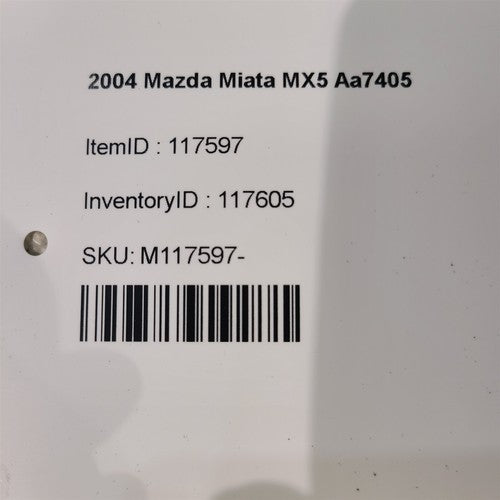 2004 Mazda Miata MX5 Aa7405
ItemID : 117597
InventoryID : 117605
SKU: M117597-